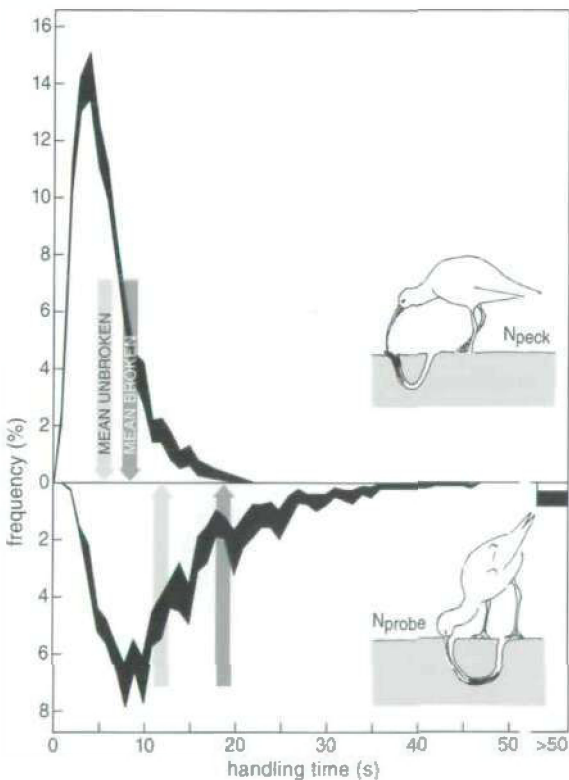 16
14
12
10
8
6
4
2
0
2
4
6
8
frequency (%)
MEAN UNBROKEN
MEAN BROKEN
Npeck
Nprobe
0 10 20 30 40 50 >50
handling time (s)